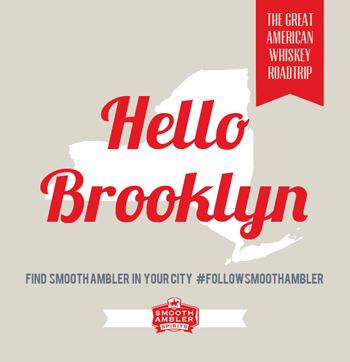 THE GREAT
AMERICAN
WHISKEY
ROADTRIP
Hello
Brooklyn
FIND SMOOTH AMBLER IN YOUR CITY #FOLLOWSMOOTHAMBLER
SMOOTH
AMBLER
SPIRITS